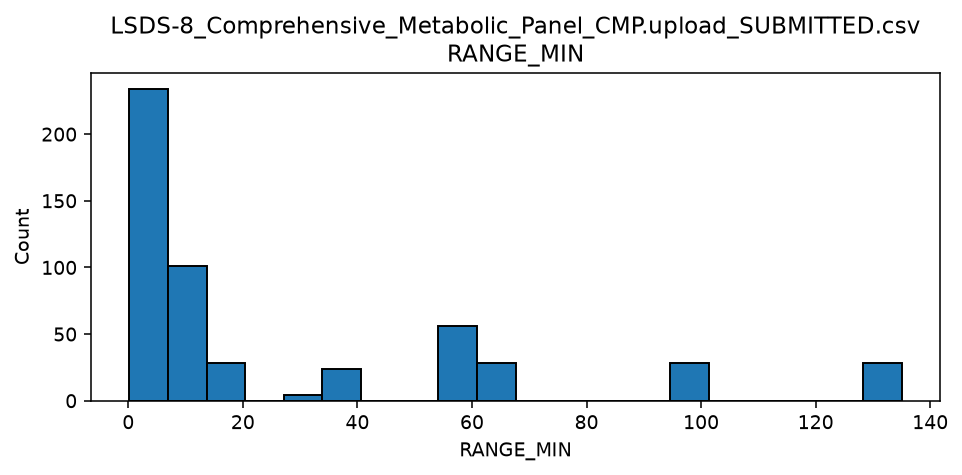 LSDS-8_Comprehensive_Metabolic_Panel_CMP.upload_SUBMITTED.csv
RANGE_MIN
Count
200
150
100
50
0
0 20 40 60 80 100 120 140
RANGE_MIN